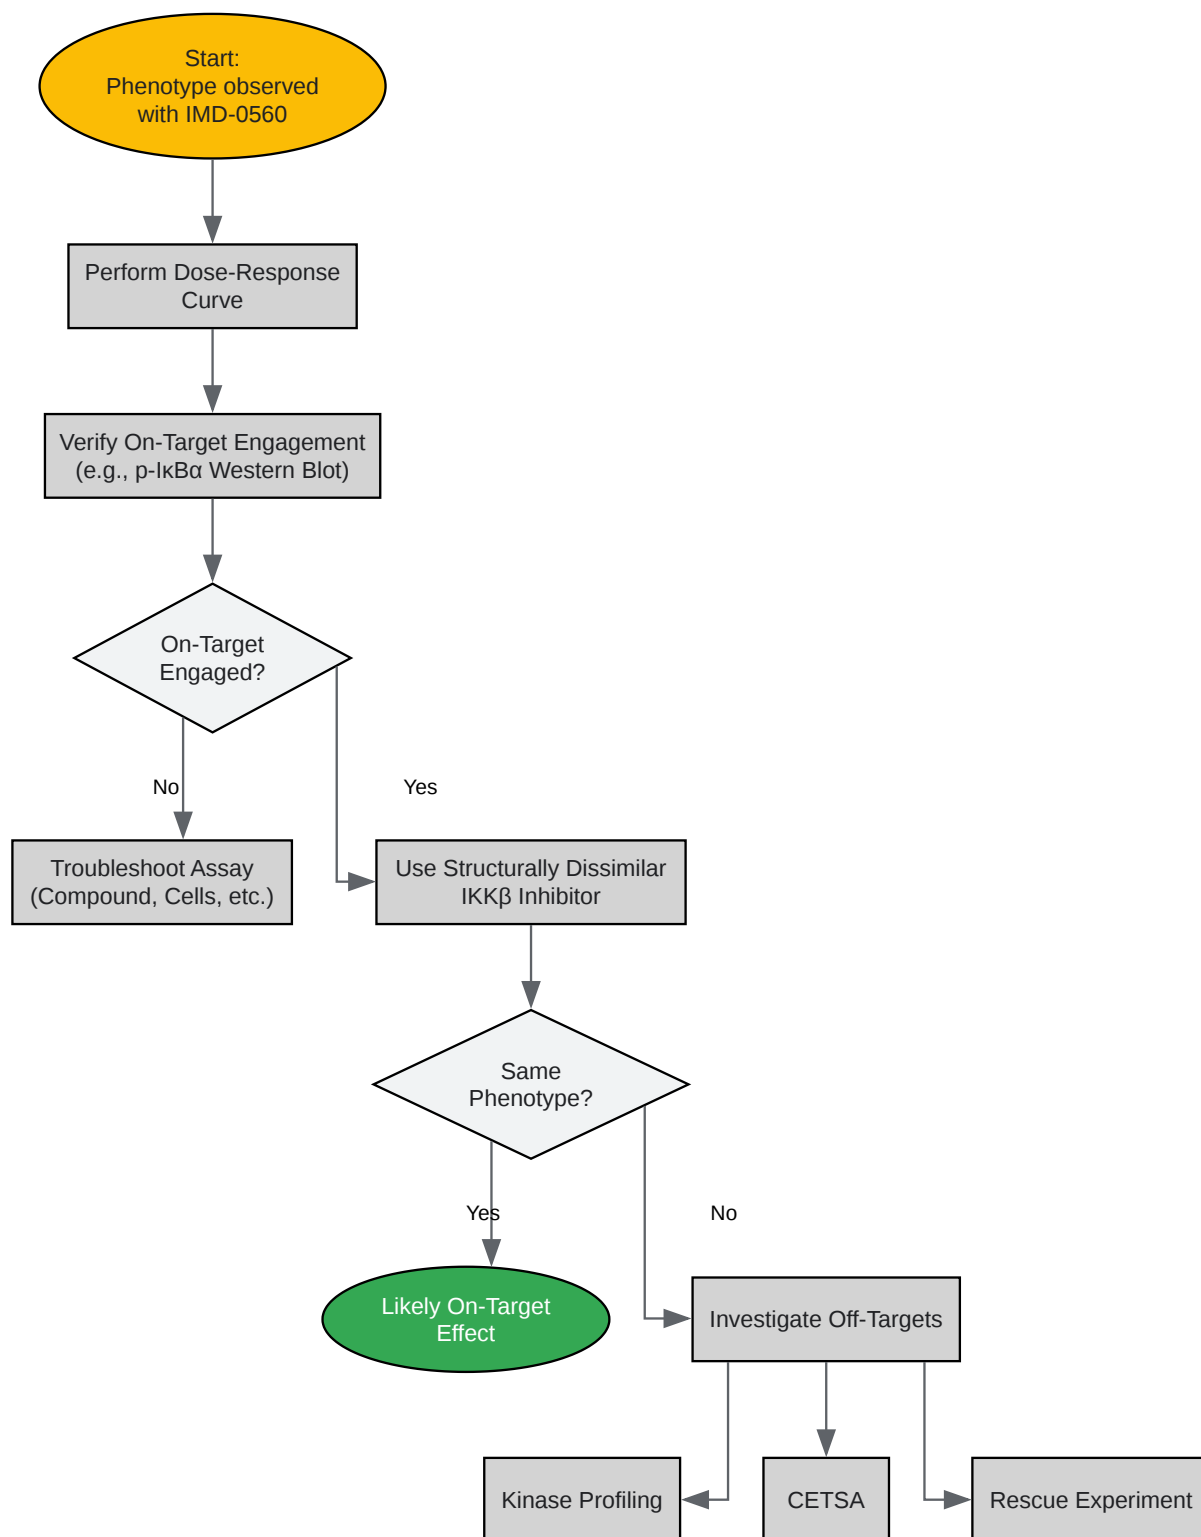 Start:
Phenotype observed
with IMD-0560
Perform Dose-Response
Curve
Verify On-Target Engagement
(e.g., p-IκBα Western Blot)
On-Target
Engaged?
No
Yes
Troubleshoot Assay
(Compound, Cells, etc.)
Use Structurally Dissimilar
IKKβ Inhibitor
Same
Phenotype?
Yes
No
Likely On-Target
Effect
Investigate Off-Targets
Kinase Profiling
CETSA
Rescue Experiment